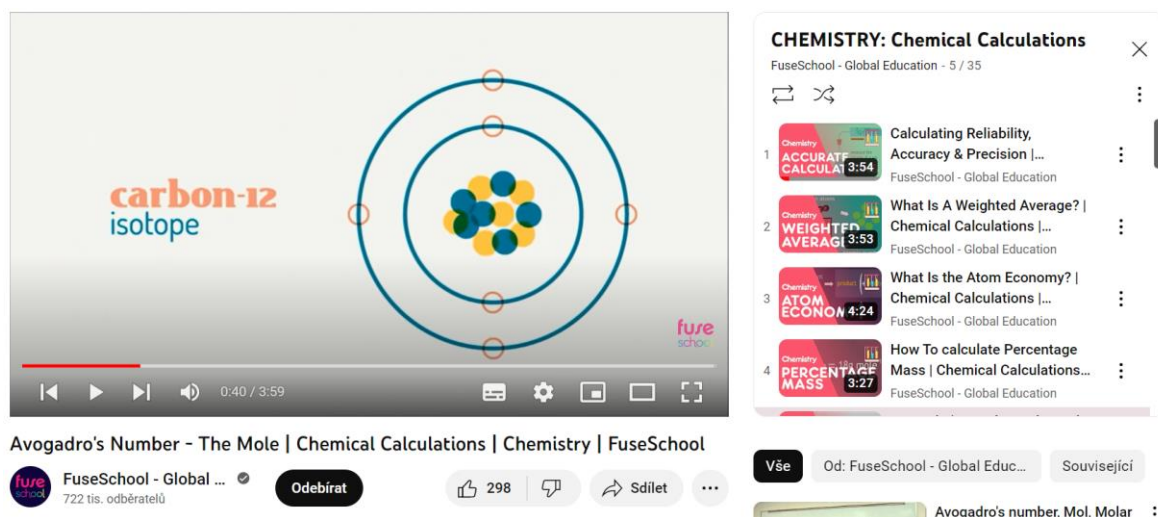 carbon-12
isotope
fuse
school
0:40 / 3:59
Avogadro's Number - The Mole | Chemical Calculations | Chemistry | FuseSchool
fuse
school
FuseSchool - Global ...
722 tis. odběratelů
Odebírat
298
Sdílet
CHEMISTRY: Chemical Calculations
FuseSchool - Global Education - 5 / 35
1
Chemistry
ACCURATE
CALCULAT
3:54
Calculating Reliability,
Accuracy & Precision |...
FuseSchool - Global Education
2
Chemistry
WEIGHTED
AVERAGE
3:53
What Is A Weighted Average? |
Chemical Calculations |...
FuseSchool - Global Education
3
Chemistry
ATOM
ECONOM
4:24
What Is the Atom Economy? |
Chemical Calculations |...
FuseSchool - Global Education
4
Chemistry
PERCENTAGE
MASS
3:27
How To calculate Percentage
Mass | Chemical Calculations...
FuseSchool - Global Education
Vše
Od: FuseSchool - Global Educ...
Související
Avogadro's number, Mol, Molar